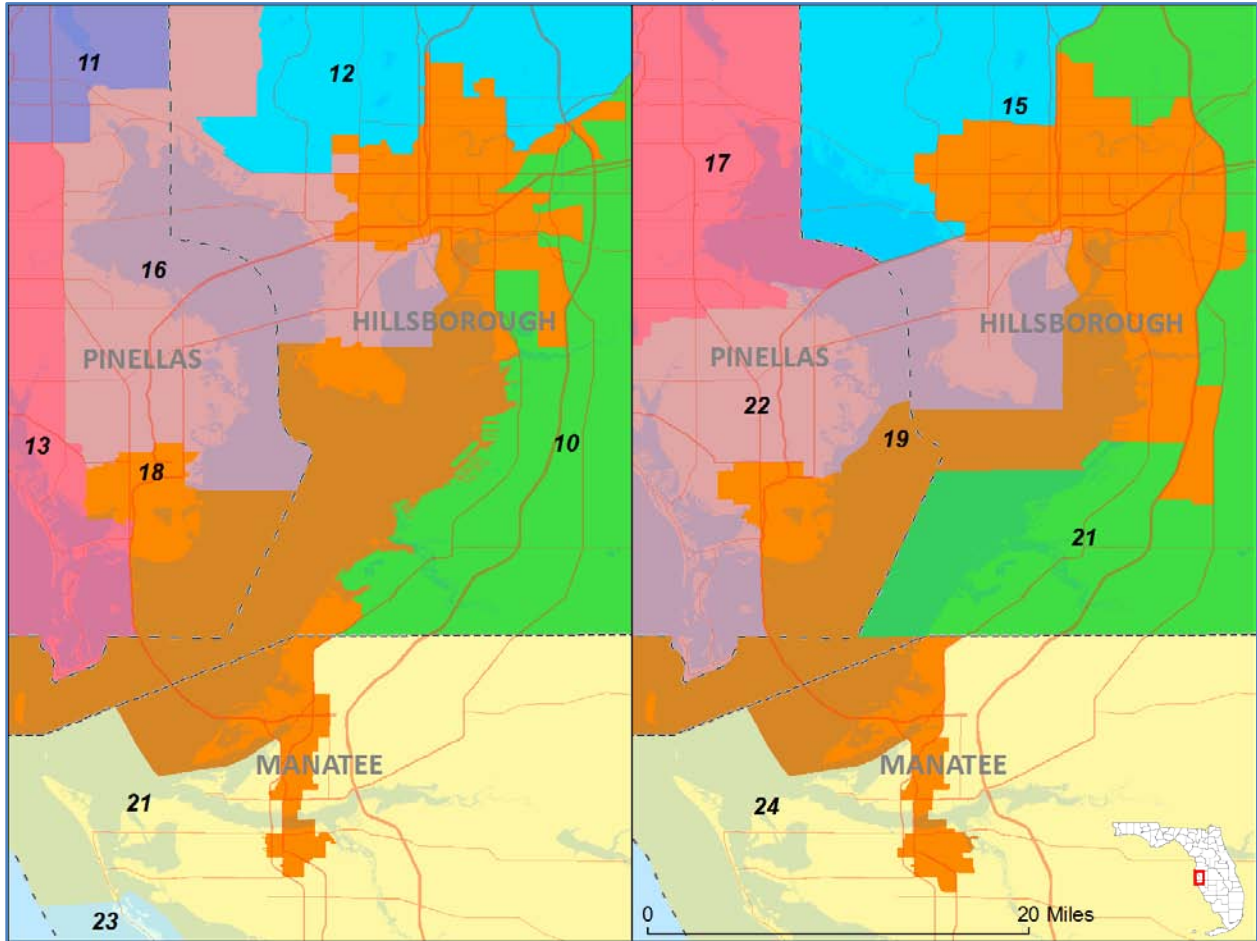 11
12
16
HILLSBOROUGH
PINELLAS
13
18
10
MANATEE
21
23
15
17
HILLSBOROUGH
PINELLAS
22
19
21
MANATEE
24
0 20 Miles